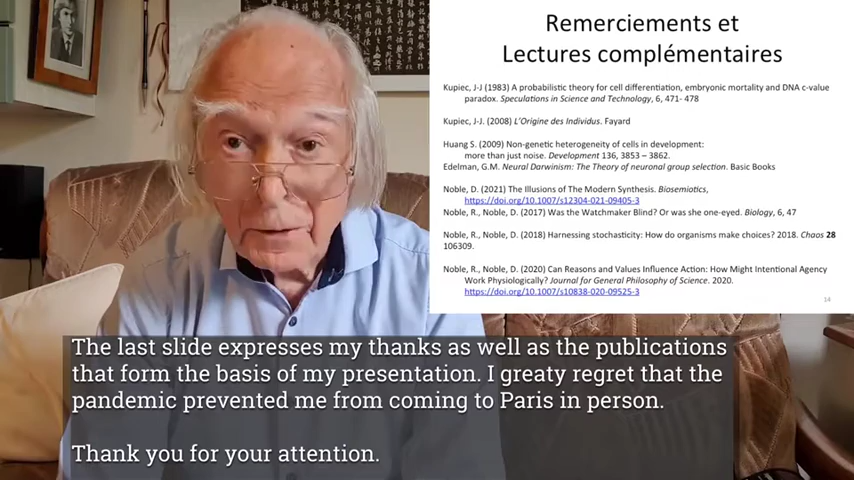 Remerciements et
Lectures complémentaires
Kupiec, J-J (1983) A probabilistic theory for cell differentiation, embryonic mortality and DNA c-value
paradox. Speculations in Science and Technology, 6, 471- 478
Kupiec, J-J. (2008) L'Origine des Individus. Fayard
Huang S. (2009) Non-genetic heterogeneity of cells in development:
more than just noise. Development 136, 3853 – 3862.
Edelman, G.M. Neural Darwinism: The Theory of neuronal group selection. Basic Books
Noble, D. (2021) The Illusions of The Modern Synthesis. Biosemiotics,
https://doi.org/10.1007/s12304-021-09405-3
Noble, R., Noble, D. (2017) Was the Watchmaker Blind? Or was she one-eyed. Biology, 6, 47
Noble, R., Noble, D. (2018) Harnessing stochasticity: How do organisms make choices? 2018. Chaos 28
106309.
Noble, R., Noble, D. (2020) Can Reasons and Values Influence Action: How Might Intentional Agency
Work Physiologically? Journal for General Philosophy of Science. 2020.
https://doi.org/10.1007/s10838-020-09525-3
14
The last slide expresses my thanks as well as the publications
that form the basis of my presentation. I greaty regret that the
pandemic prevented me from coming to Paris in person.
Thank you for your attention.